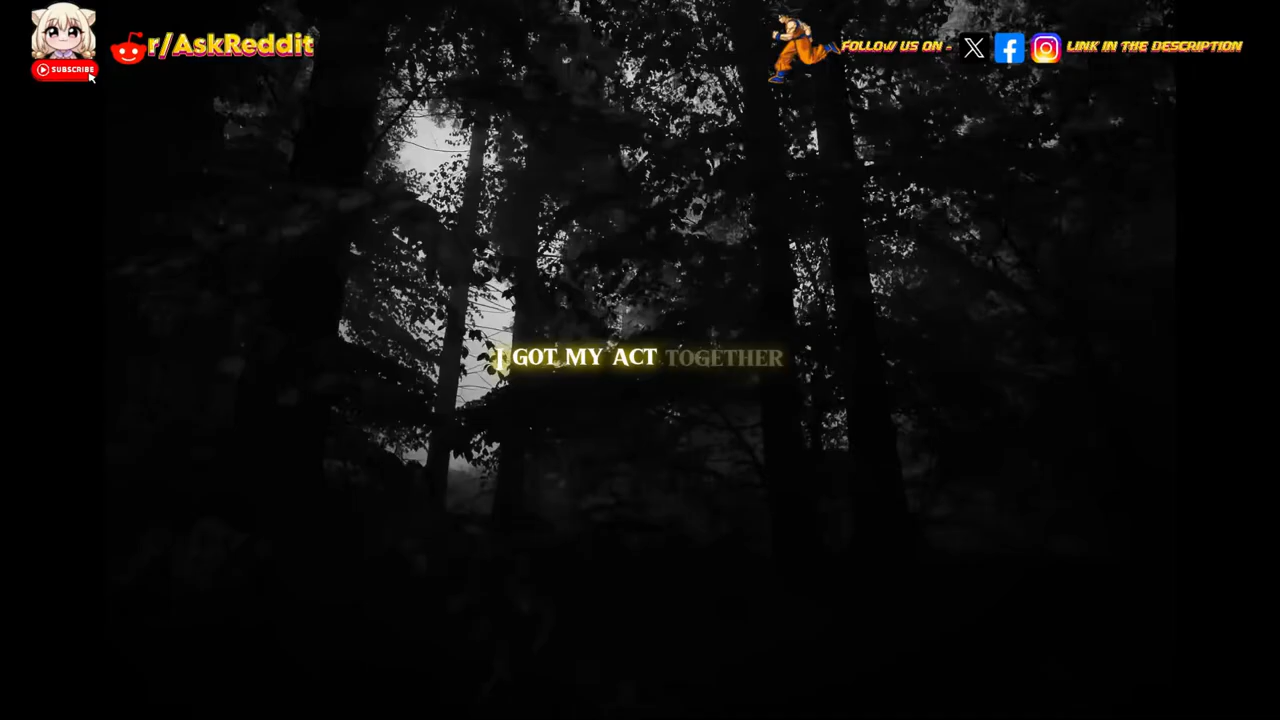 SUBSCRIBE
r/AskReddit
FOLLOW US ON -
LINK IN THE DESCRIPTION
I GOT MY ACT TOGETHER